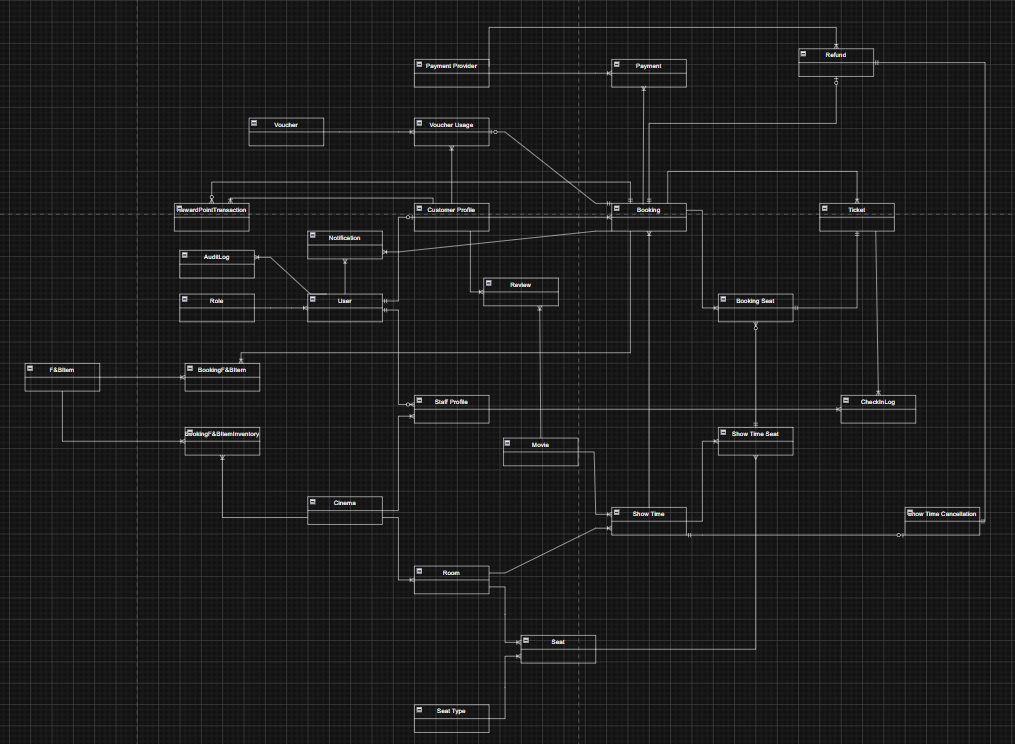 Refund
Payment Provider
Payment
Voucher
Voucher Usage
RewardPointTransaction
Customer Profile
Booking
Ticket
Notification
AuditLog
Review
Role
User
Booking Seat
F&BItem
BookingF&BItem
Staff Profile
CheckInLog
BookingF&BItemInventory
Show Time Seat
Movie
Cinema
Show Time
Show Time Cancellation
Room
Seat
Seat Type